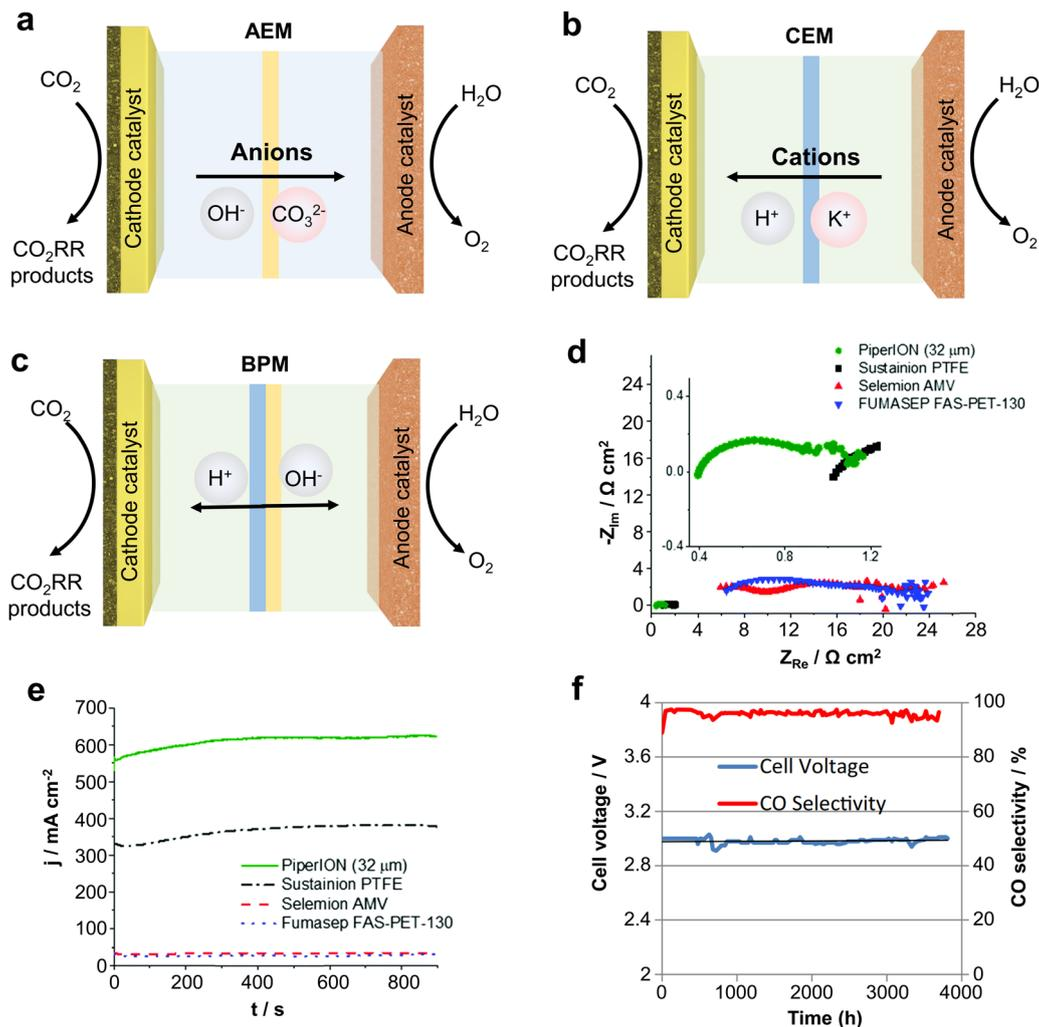 a
AEM
CO2
Cathode catalyst
Anions
OH-
CO32-
Anode catalyst
H2O
O2
CO2RR
products
b
CEM
CO2
Cathode catalyst
Cations
H+
K+
Anode catalyst
H2O
O2
CO2RR
products
c
BPM
CO2
Cathode catalyst
H+
OH-
Anode catalyst
H2O
O2
CO2RR
products
d
PiperION (32 μm)
Sustainion PTFE
Selemion AMV
FUMASEP FAS-PET-130
-ZIm / Ω cm2
24
20
16
12
8
4
0
0.4
0.0
-0.4
0.4
0.8
1.2
0 4 8 12 16 20 24 28
ZRe / Ω cm2
e
j / mA cm-2
700
600
500
400
300
200
100
0
PiperION (32 μm)
Sustainion PTFE
Selemion AMV
Fumasep FAS-PET-130
0 200 400 600 800
t / s
f
Cell voltage / V
4
3.6
3.2
2.8
2.4
2
Cell Voltage
CO Selectivity
100
80
60
40
20
0
CO selectivity / %
0 1000 2000 3000 4000
Time (h)